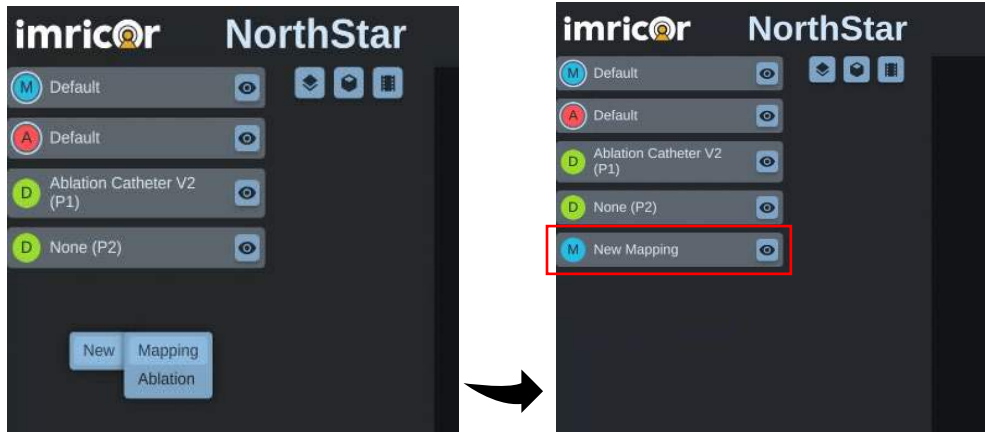 imricor NorthStar
M Default
A Default
D Ablation Catheter V2
(P1)
D None (P2)
New Mapping
Ablation
imricor NorthStar
M Default
A Default
D Ablation Catheter V2
(P1)
D None (P2)
M New Mapping